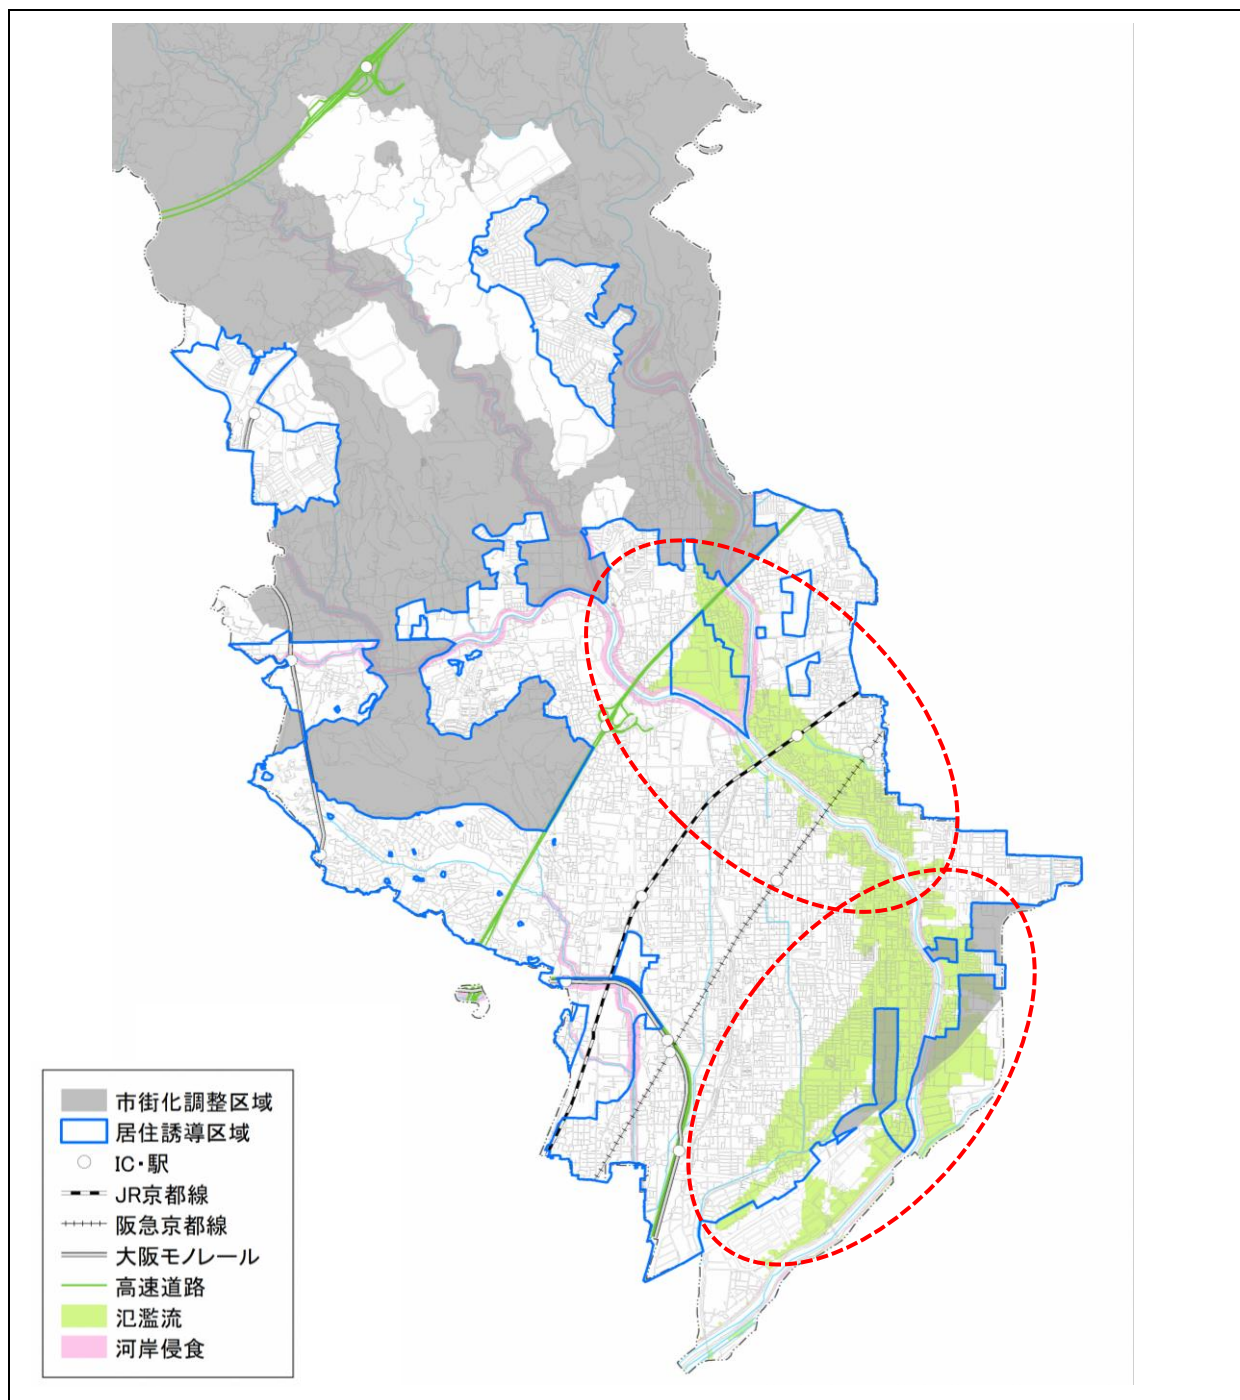 市街化調整区域
居住誘導区域
IC・駅
JR京都線
阪急京都線
大阪モノレール
高速道路
氾濫流
河岸侵食